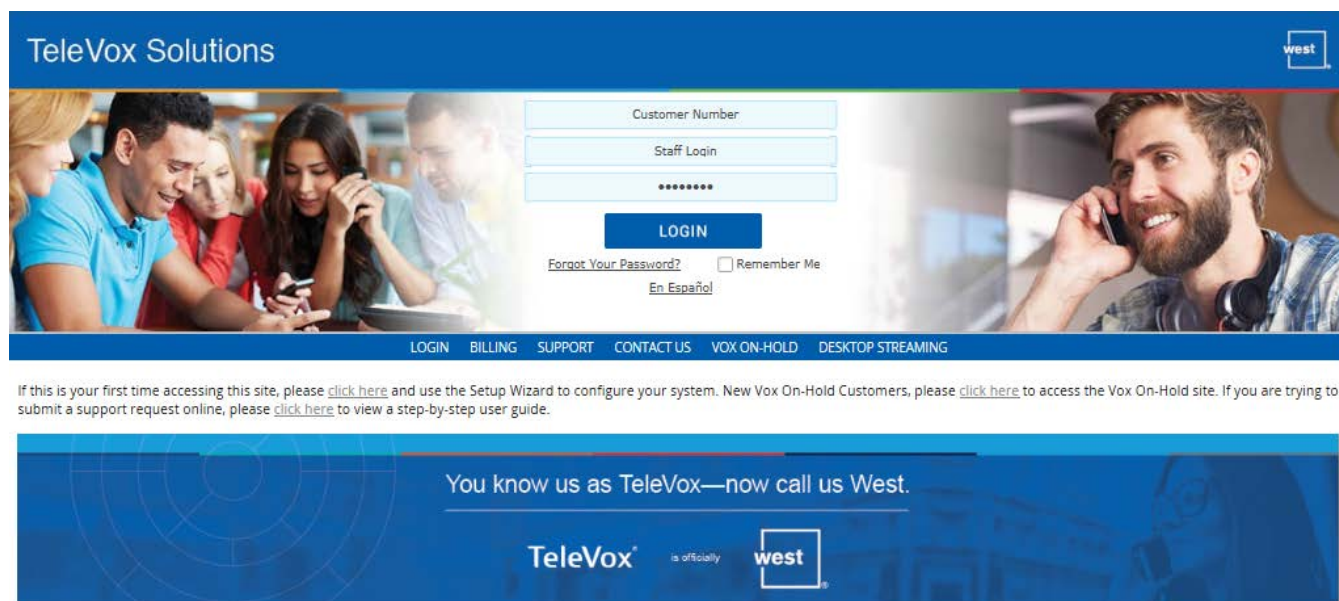 TeleVox Solutions
west
Customer Number
Staff Login
••••••••
LOGIN
Forgot Your Password? Remember Me
En Español
LOGIN BILLING SUPPORT CONTACT US VOX ON-HOLD DESKTOP STREAMING
If this is your first time accessing this site, please click here and use the Setup Wizard to configure your system. New Vox On-Hold Customers, please click here to access the Vox On-Hold site. If you are trying to
submit a support request online, please click here to view a step-by-step user guide.
You know us as TeleVox—now call us West.
TeleVox® is officially west®